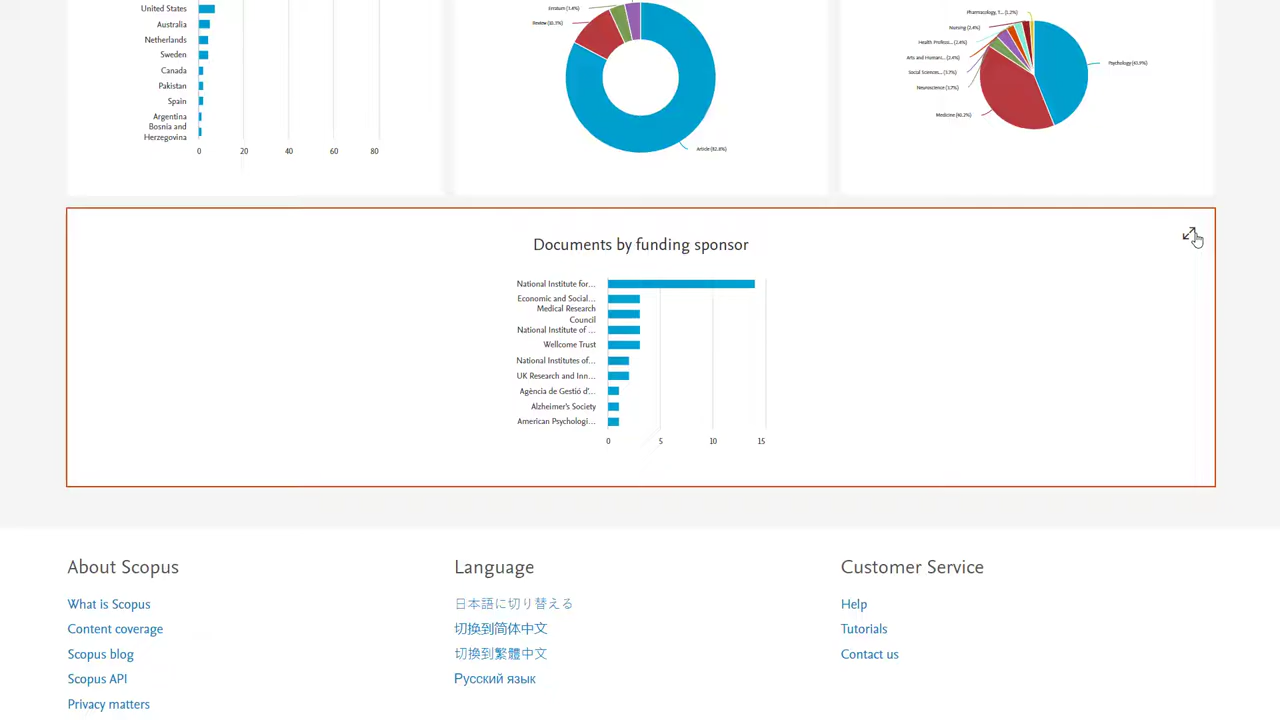 United States
Australia
Netherlands
Sweden
Canada
Pakistan
Spain
Argentina
Bosnia and
Herzegovina
0 20 40 60 80
Erratum (3.4%)
Article (82.8%)
Pharmacology, T... (1.2%)
Nursing (2.4%)
Health Profess... (2.4%)
Arts and Humani... (2.4%)
Social Sciences... (3.7%)
Neuroscience (3.7%)
Medicine (40.2%)
Psychology (43.9%)
Documents by funding sponsor
National Institute for...
Economic and Social...
Medical Research
Council
National Institute of ...
Wellcome Trust
National Institutes of...
UK Research and Inn...
Agència de Gestió d'...
Alzheimer's Society
American Psychologi...
0 5 10 15
About Scopus
What is Scopus
Content coverage
Scopus blog
Scopus API
Privacy matters
Language
日本語に切り替える
切换到简体中文
切換到繁體中文
Русский язык
Customer Service
Help
Tutorials
Contact us